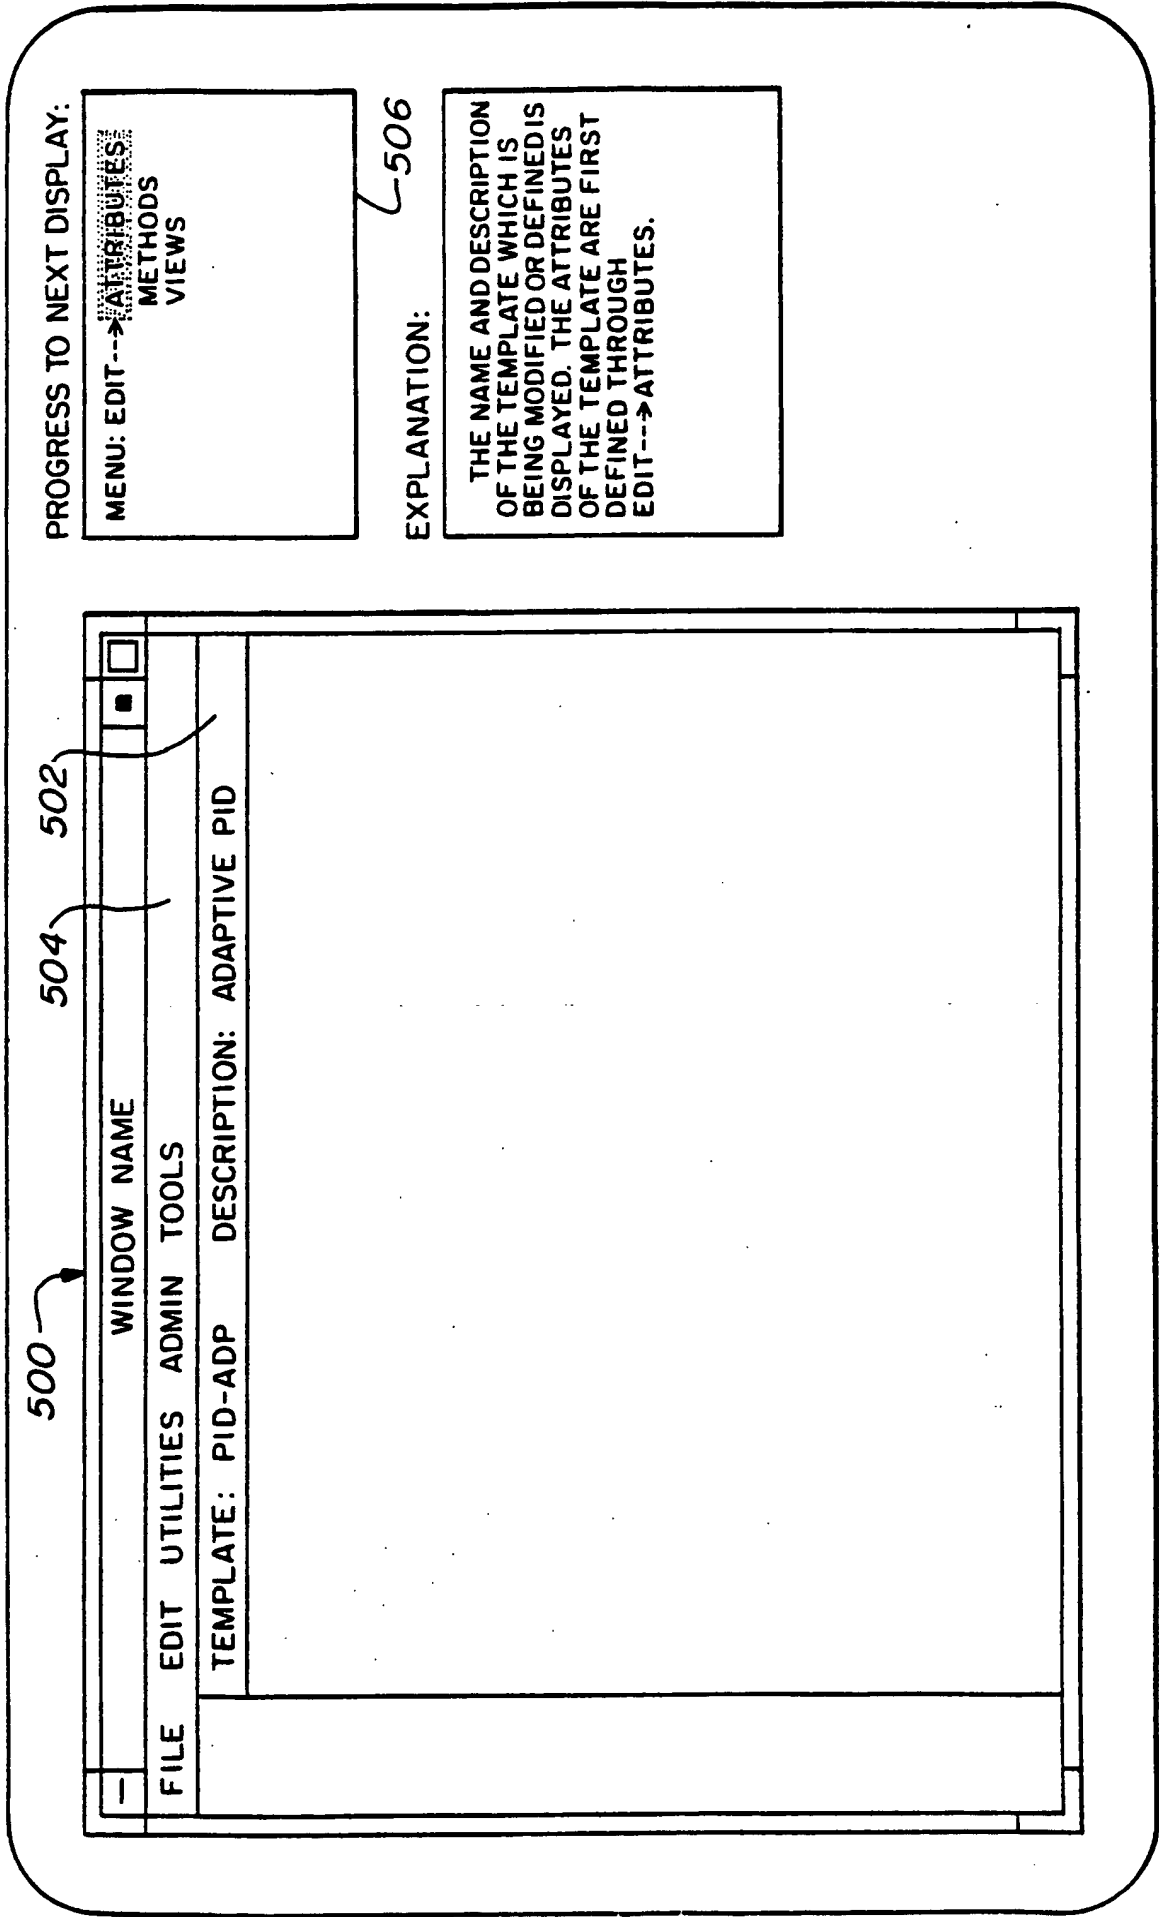 500
504
502
WINDOW NAME
FILE EDIT UTILITIES ADMIN TOOLS
TEMPLATE: PID-ADP DESCRIPTION: ADAPTIVE PID
PROGRESS TO NEXT DISPLAY:
MENU: EDIT--->ATTRIBUTES
METHODS
VIEWS
506
EXPLANATION:
THE NAME AND DESCRIPTION
OF THE TEMPLATE WHICH IS
BEING MODIFIED OR DEFINED IS
DISPLAYED. THE ATTRIBUTES
OF THE TEMPLATE ARE FIRST
DEFINED THROUGH
EDIT--->ATTRIBUTES.